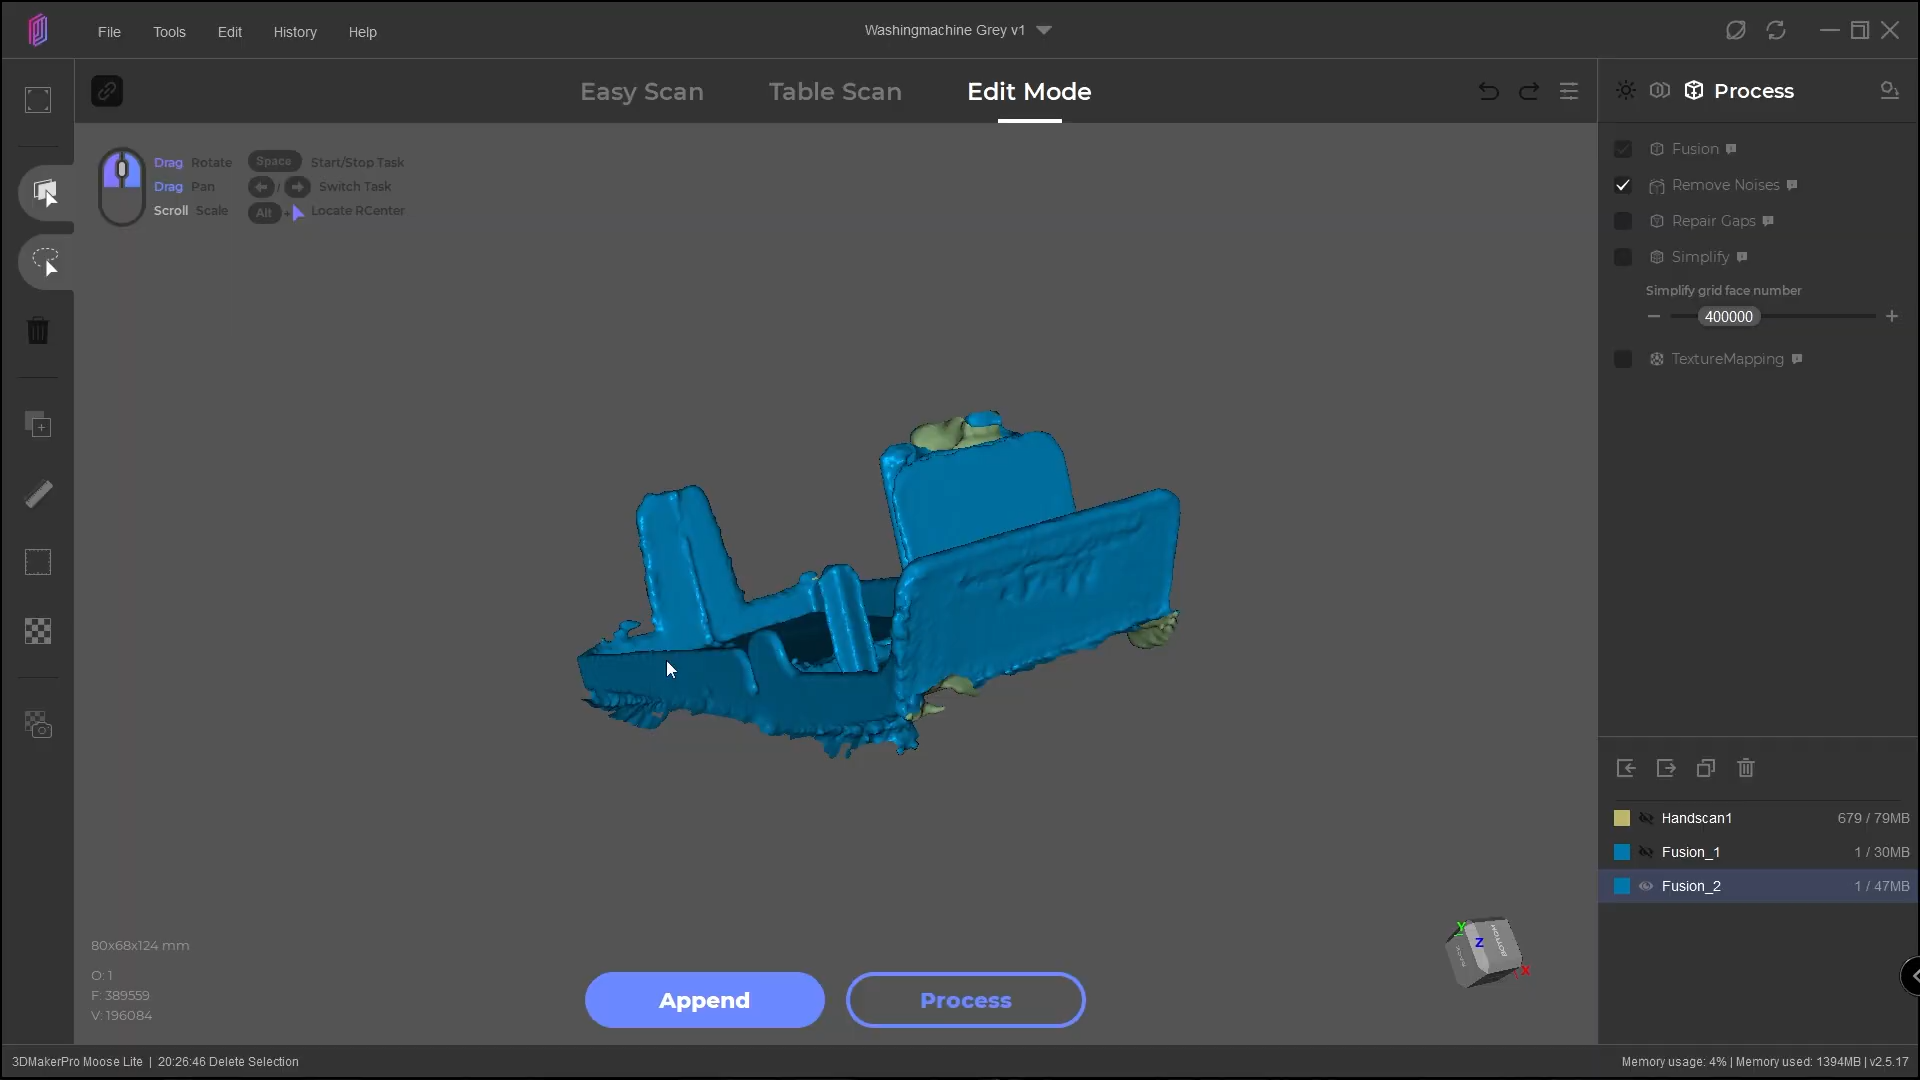 File Tools Edit History Help
Washingmachine Grey v1
Easy Scan Table Scan Edit Mode
Process
Drag Rotate Space Start/Stop Task
Drag Pan / Switch Task
Scroll Scale Alt + Locate RCenter
Fusion
Remove Noises
Repair Gaps
Simplify
Simplify grid face number
400000
TextureMapping
Handscan1 679 / 79MB
Fusion_1 1 / 30MB
Fusion_2 1 / 47MB
80x68x124 mm
O: 1
F: 389559
V: 196084
Y Z X
BACK BOTTOM
Append Process
3DMakerPro Moose Lite | 20:26:46 Delete Selection
Memory usage: 4% | Memory used: 1394MB | v2.5.17